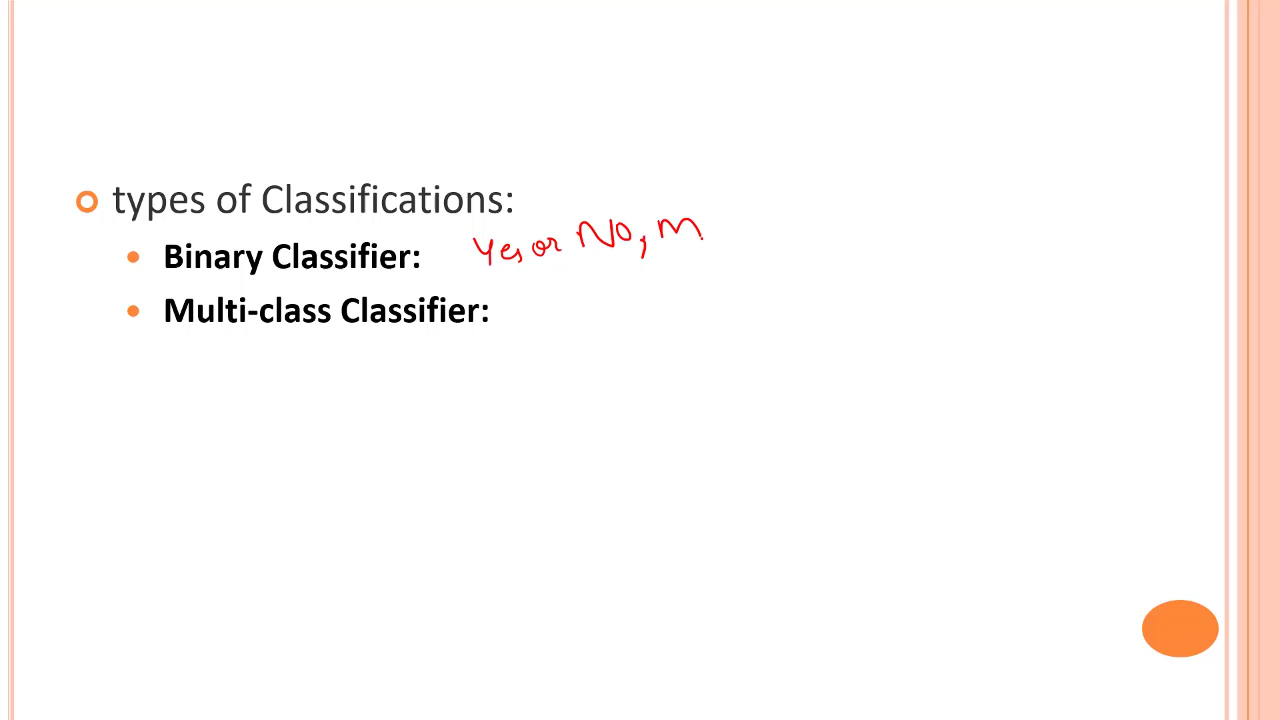 types of Classifications:
Binary Classifier: Yes or No, M
Multi-class Classifier: